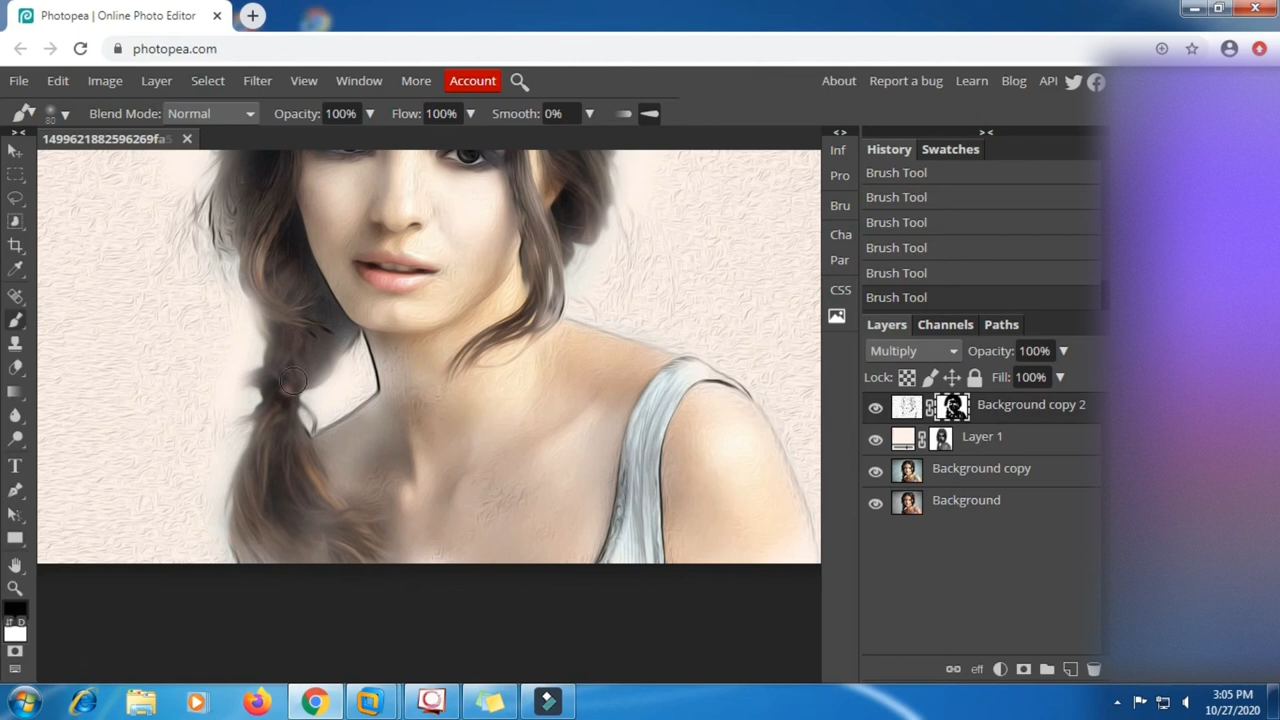 Photopea | Online Photo Editor
photopea.com
File Edit Image Layer Select Filter View Window More Account
About Report a bug Learn Blog API
80 Blend Mode: Normal Opacity: 100% Flow: 100% Smooth: 0%
1499621882596269fa5
> < < > > <
Inf
Pro
Bru
Cha
Par
CSS
History Swatches
Brush Tool
Brush Tool
Brush Tool
Brush Tool
Brush Tool
Brush Tool
Layers Channels Paths
Multiply Opacity: 100%
Lock: Fill: 100%
Background copy 2
Layer 1
Background copy
Background
T
D
eff
3:05 PM
10/27/2020